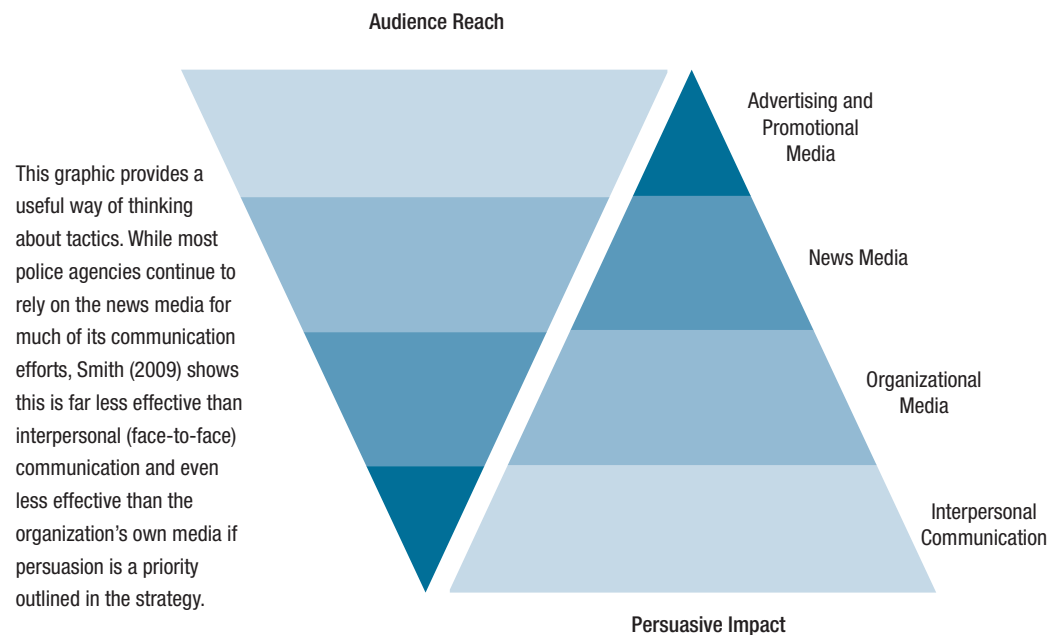 Audience Reach
This graphic provides a
useful way of thinking
about tactics. While most
police agencies continue to
rely on the news media for
much of its communication
efforts, Smith (2009) shows
this is far less effective than
interpersonal (face-to-face)
communication and even
less effective than the
organization’s own media if
persuasion is a priority
outlined in the strategy.
Advertising and
Promotional
Media
News Media
Organizational
Media
Interpersonal
Communication
Persuasive Impact